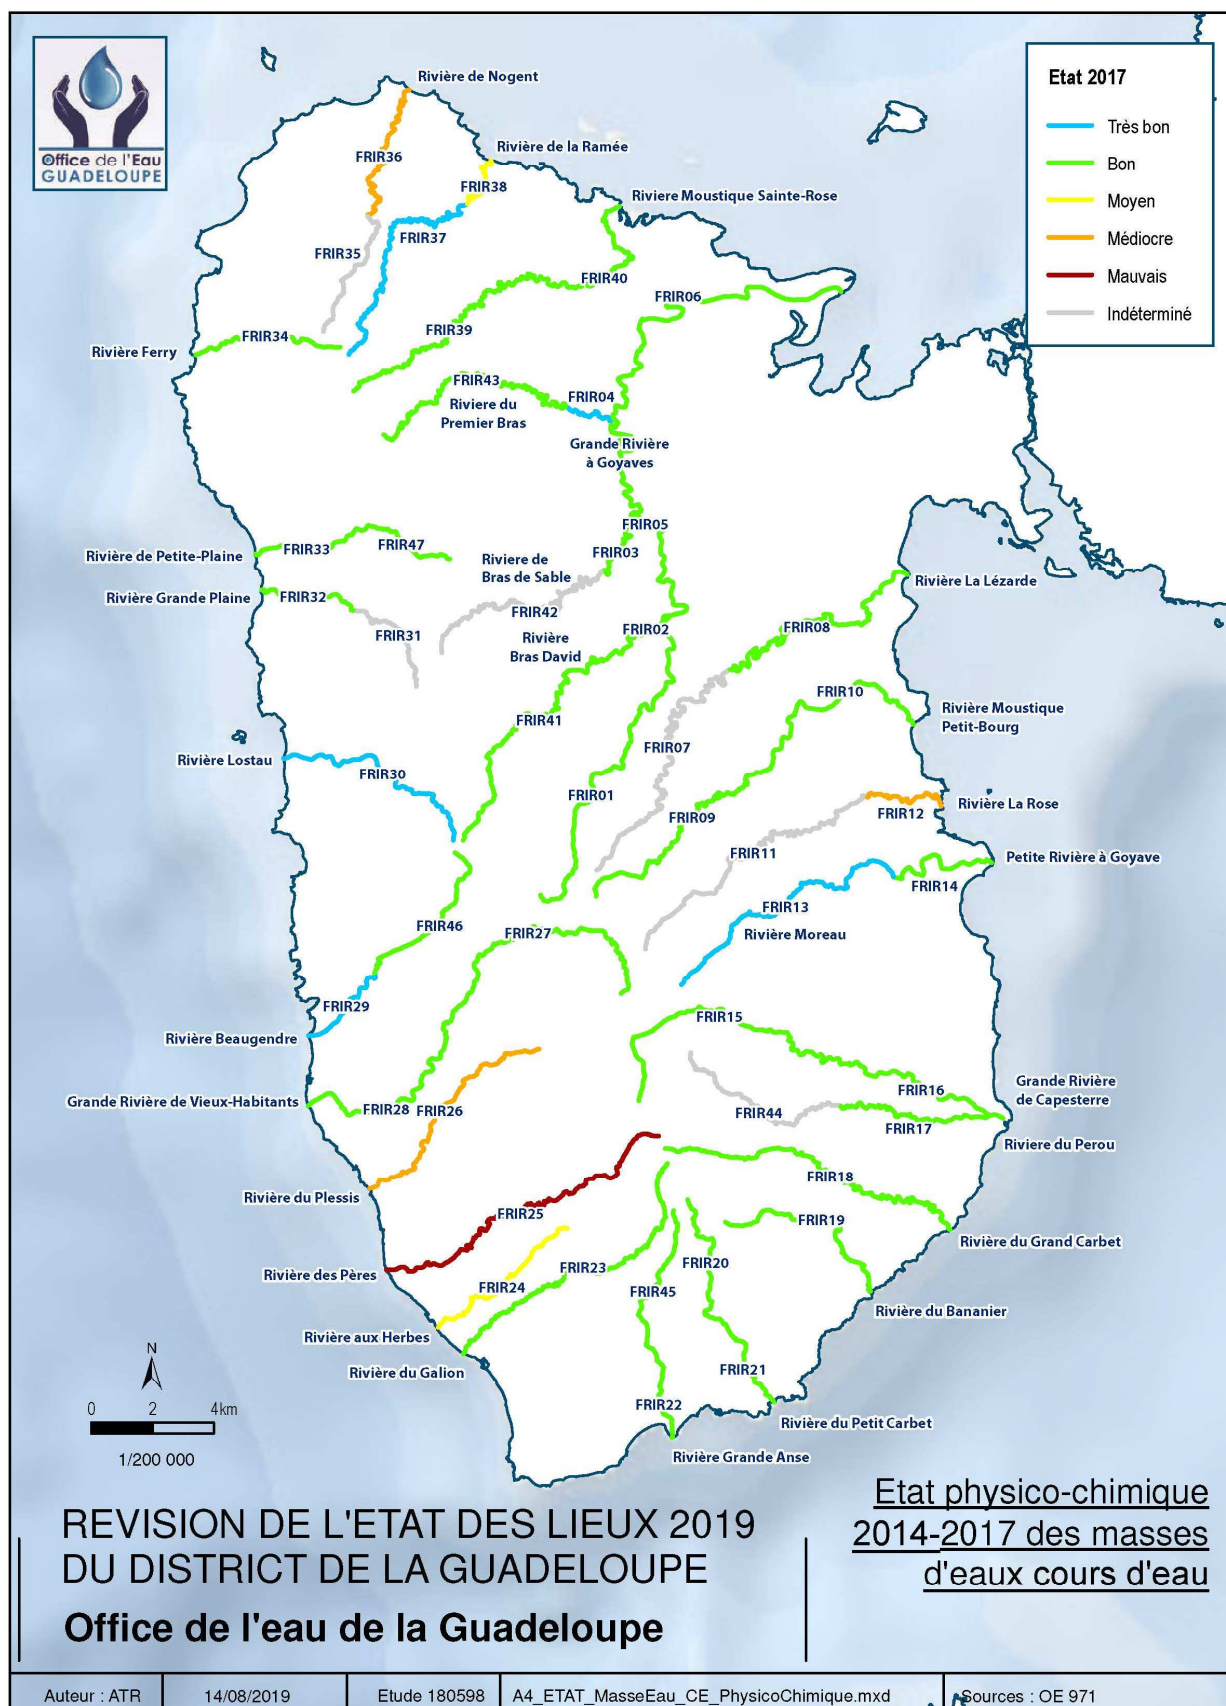 Office de l'Eau
GUADELOUPE
Etat 2017
Très bon
Bon
Moyen
Médiocre
Mauvais
Indéterminé
Rivière de Nogent
FRIR36
Rivière de la Ramée
FRIR38
Riviere Moustique Sainte-Rose
FRIR35
FRIR37
FRIR40
FRIR06
FRIR39
FRIR34
Rivière Ferry
FRIR43
FRIR04
Riviere du
Premier Bras
Grande Rivière
à Goyaves
FRIR05
FRIR33
FRIR47
FRIR03
Rivière de Petite-Plaine
Riviere de
Bras de Sable
Rivière La Lézarde
Rivière Grande Plaine
FRIR32
FRIR42
FRIR31
FRIR02
FRIR08
Rivière
Bras David
FRIR10
Rivière Moustique
Petit-Bourg
FRIR41
FRIR07
Rivière Lostau
FRIR30
FRIR01
FRIR09
FRIR12
Rivière La Rose
FRIR11
Petite Rivière à Goyave
FRIR14
FRIR13
Rivière Moreau
FRIR46
FRIR27
FRIR29
FRIR15
Rivière Beaugendre
FRIR16
Grande Rivière
de Capesterre
Grande Rivière de Vieux-Habitants
FRIR28
FRIR26
FRIR44
FRIR17
Riviere du Perou
FRIR18
Rivière du Plessis
FRIR25
FRIR19
Rivière du Grand Carbet
Rivière des Pères
FRIR24
FRIR23
FRIR20
FRIR45
Rivière du Bananier
Rivière aux Herbes
Rivière du Galion
FRIR21
FRIR22
Rivière du Petit Carbet
Rivière Grande Anse
N
0 2 4km
1/200 000
REVISION DE L'ETAT DES LIEUX 2019
DU DISTRICT DE LA GUADELOUPE
Office de l'eau de la Guadeloupe
Etat physico-chimique
2014-2017 des masses
d'eaux cours d'eau
Auteur : ATR 14/08/2019 Etude 180598 A4_ETAT_MasseEau_CE_PhysicoChimique.mxd Sources : OE 971